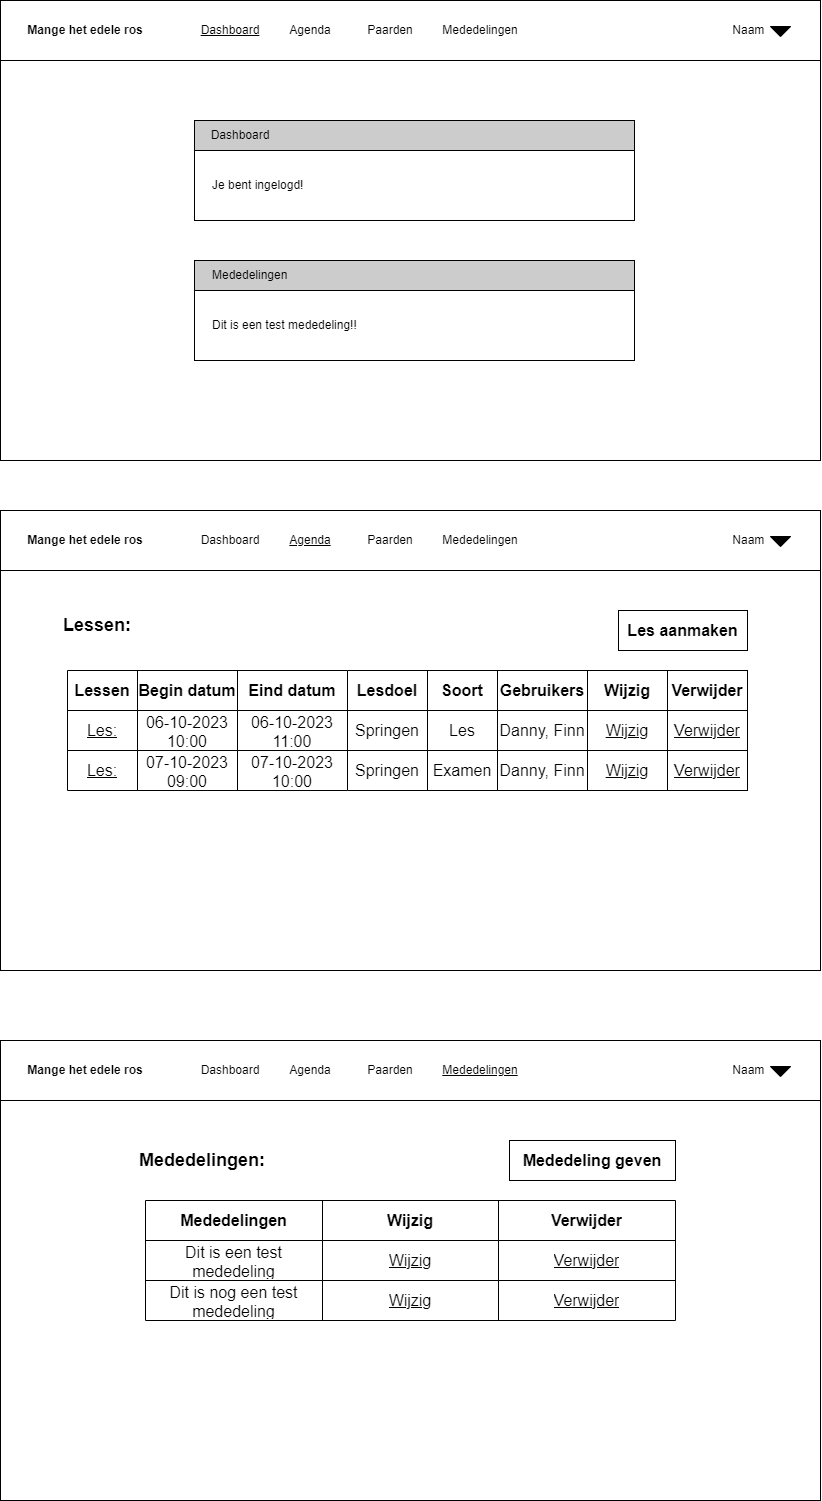 Mange het edele ros Dashboard Agenda Paarden Mededelingen Naam
Dashboard
Je bent ingelogd!
Mededelingen
Dit is een test mededeling!!
Mange het edele ros Dashboard Agenda Paarden Mededelingen Naam
Lessen: Les aanmaken
Lessen Begin datum Eind datum Lesdoel Soort Gebruikers Wijzig Verwijder
Les: 06-10-2023 10:00 06-10-2023 11:00 Springen Les Danny, Finn Wijzig Verwijder
Les: 07-10-2023 09:00 07-10-2023 10:00 Springen Examen Danny, Finn Wijzig Verwijder
Mange het edele ros Dashboard Agenda Paarden Mededelingen Naam
Mededelingen: Mededeling geven
Mededelingen Wijzig Verwijder
Dit is een test mededeling Wijzig Verwijder
Dit is nog een test mededeling Wijzig Verwijder